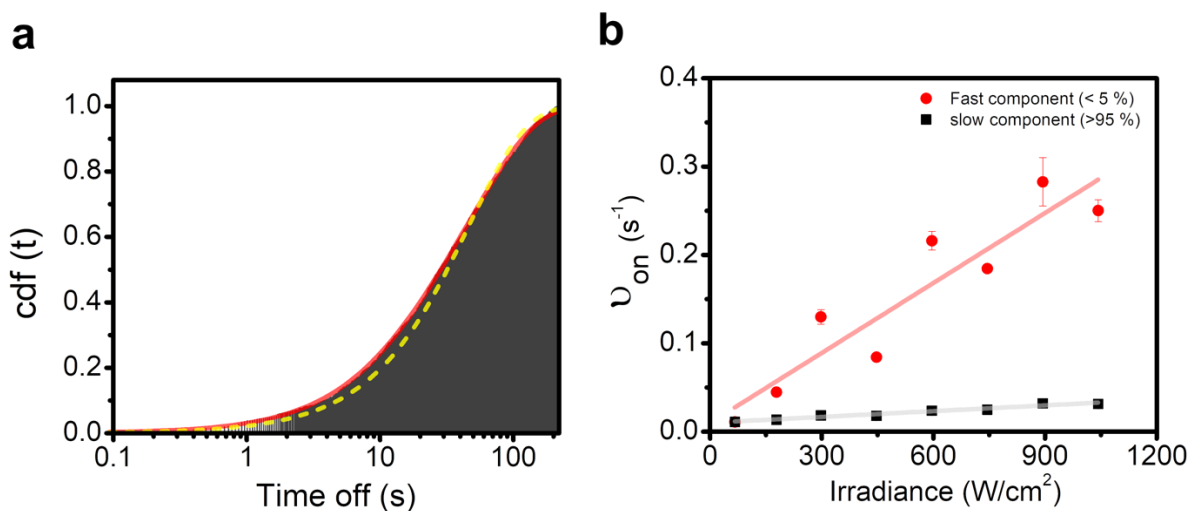 a
cdf (t)
1.0
0.8
0.6
0.4
0.2
0.0
0.1
1
10
100
Time off (s)
b
υon (s-1)
0.4
0.3
0.2
0.1
0.0
Fast component (< 5 %)
slow component (>95 %)
0
300
600
900
1200
Irradiance (W/cm2)